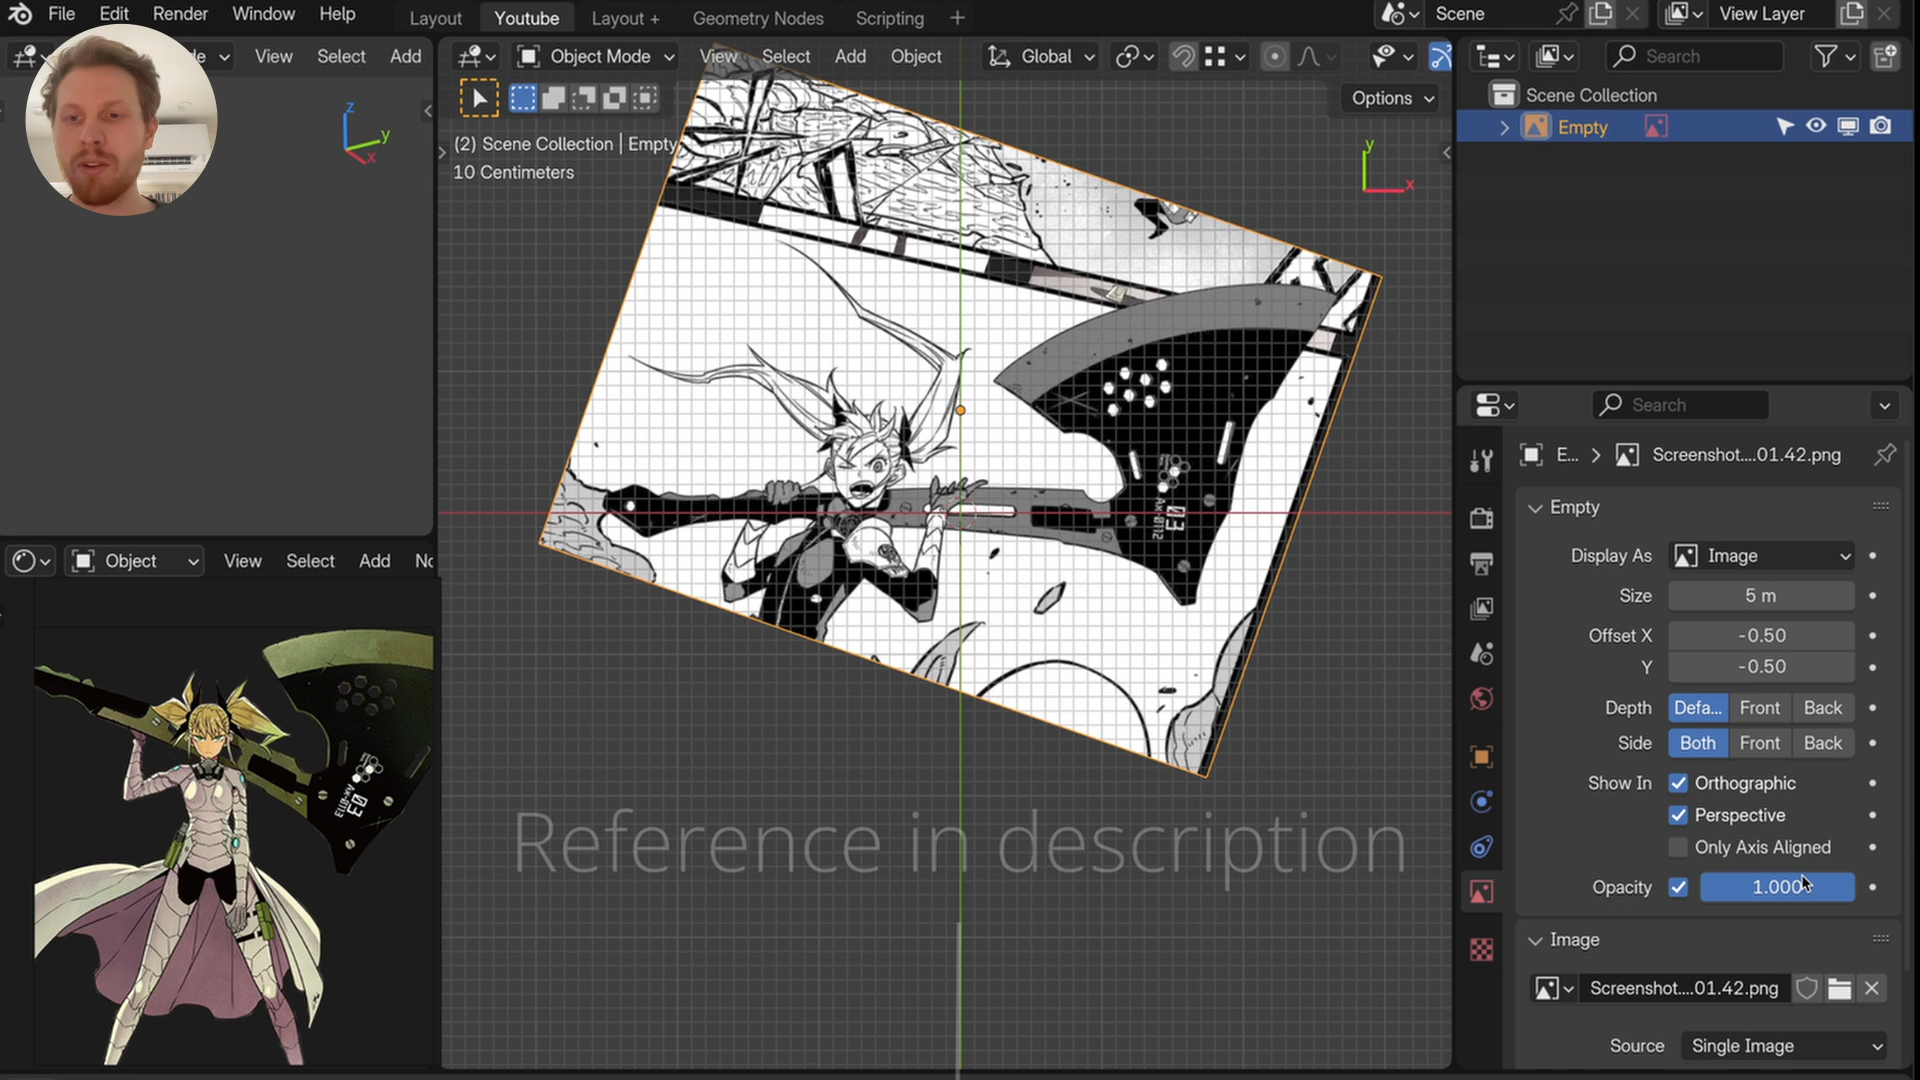 File Edit Render Window Help
Layout Youtube Layout + Geometry Nodes Scripting
Scene
View Layer
View Select Add
Object Mode View Select Add Object
Global
Search
Options
(2) Scene Collection | Empty
10 Centimeters
Scene Collection
Empty
z
y
x
y
x
Search
E... Screenshot....01.42.png
Empty
Display As Image
Size 5 m
Offset X -0.50
Y -0.50
Depth Defa... Front Back
Side Both Front Back
Show In Orthographic
Perspective
Only Axis Aligned
Opacity 1.000
Image
Screenshot....01.42.png
Source Single Image
Object View Select Add
03
03
Reference in description